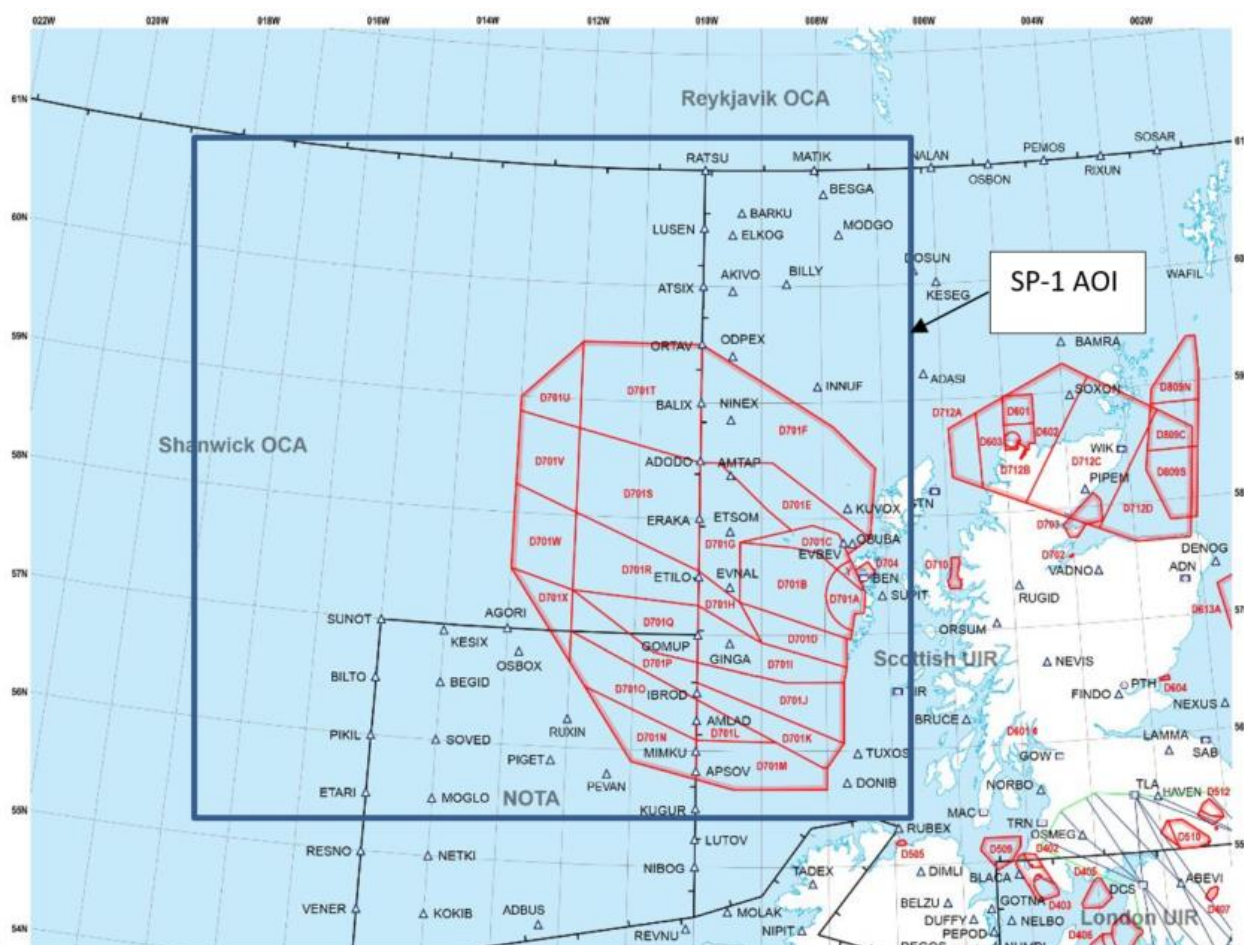 022W 020W 018W 016W 014W 012W 010W 008W 006W 004W 002W
61N
Reykjavik OCA
SOSAR
61N
RATSU MATIK NALAN PEMOS
OSBON RIXUN
BESGA
BARKU
60N
LUSEN ELKOG MODGO
60N
AKIVO BILLY
SP-1 AOI
WAFIL
ATSIX KESEG
59N
ORTAV ODPEX BAMRA
ADASI
D701U D701T INNUF SOXON D809N
BALIX NINEX D712A D601
D701F D603 D602 D809C
Shanwick OCA
WIK
58N
D701V ADODO AMTAP D712B D712C D809S
PIPEM
D701S D701E KUVOX
ERAKA ETSOM D712D
D701W D701G D701C OBUBA D703
EVBEV DENOG
57N
D701R D704 D710 D702
ETILO EVNAL D701B BEN VADNO ADN
D701X D701A SUPIT RUGID
D613A
SUNOT AGORI D701Q D701H
KESIX D701D ORSUM
GOMUP
OSBOX GINGA D701I Scottish UIR
56N
D701P NEVIS
BILTO BEGID D701O IBROD D701J FINDO PTH D604
NEXUS
RUXIN AMLAD BRUCE
PIKIL SOVED D701N D701L D701K LAMMA
MIMKU TUXOS GOW SAB
PIGET D701M
PEVAN APSOV DONIB
55N
ETARI MOGLO NOTA NORBO TLA HAVEN D512
KUGUR MAC
TRN
RUBEX OSMEG D510
RESNO NETKI LUTOV D505 D509 D402
55
NIBOG TADEX DIMLI BLACA D405 ABEVI
DCS
VENER KOKIB ADBUS MOLAK BELZU GOTNA D403 D407
DUFFY NELBO London UIR
54N
REVNU NIPIT PEPOD D406
54